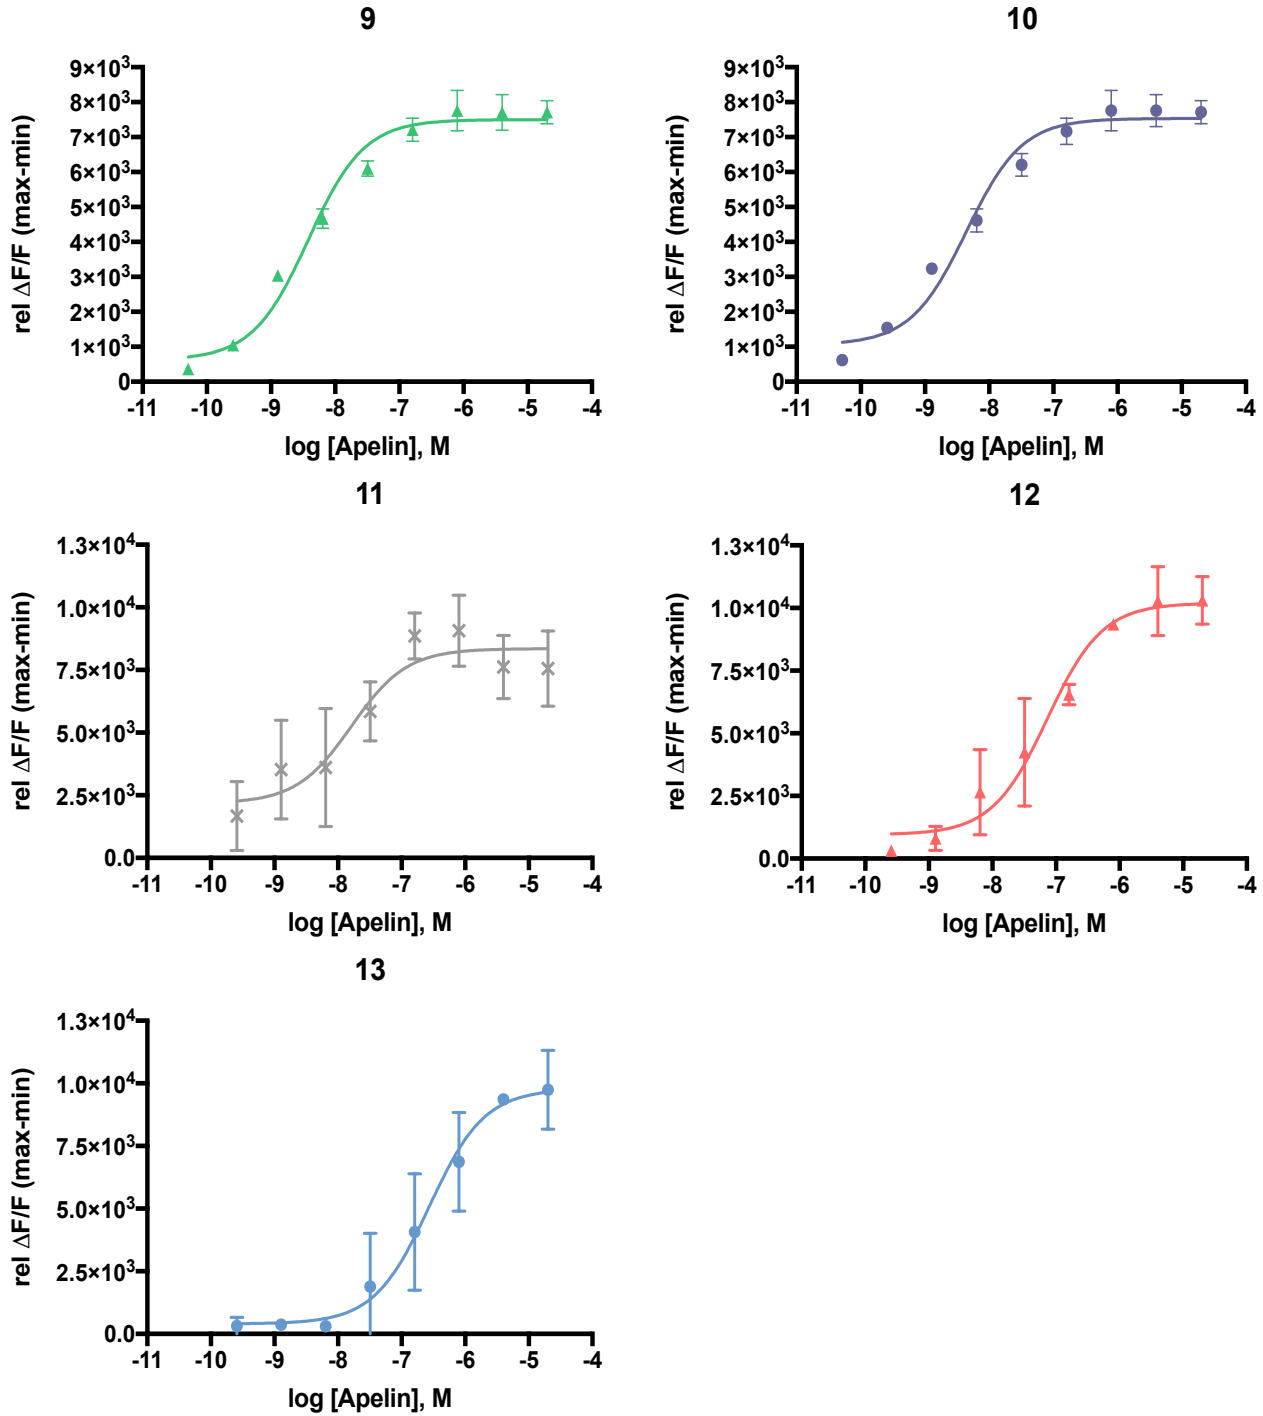 9
9×10³
8×10³
7×10³
6×10³
5×10³
4×10³
3×10³
2×10³
1×10³
0
rel ΔF/F (max-min)
-11 -10 -9 -8 -7 -6 -5 -4
log [Apelin], M
10
9×10³
8×10³
7×10³
6×10³
5×10³
4×10³
3×10³
2×10³
1×10³
0
rel ΔF/F (max-min)
-11 -10 -9 -8 -7 -6 -5 -4
log [Apelin], M
11
1.3×10⁴
1.0×10⁴
7.5×10³
5.0×10³
2.5×10³
0.0
rel ΔF/F (max-min)
-11 -10 -9 -8 -7 -6 -5 -4
log [Apelin], M
12
1.3×10⁴
1.0×10⁴
7.5×10³
5.0×10³
2.5×10³
0.0
rel ΔF/F (max-min)
-11 -10 -9 -8 -7 -6 -5 -4
log [Apelin], M
13
1.3×10⁴
1.0×10⁴
7.5×10³
5.0×10³
2.5×10³
0.0
rel ΔF/F (max-min)
-11 -10 -9 -8 -7 -6 -5 -4
log [Apelin], M